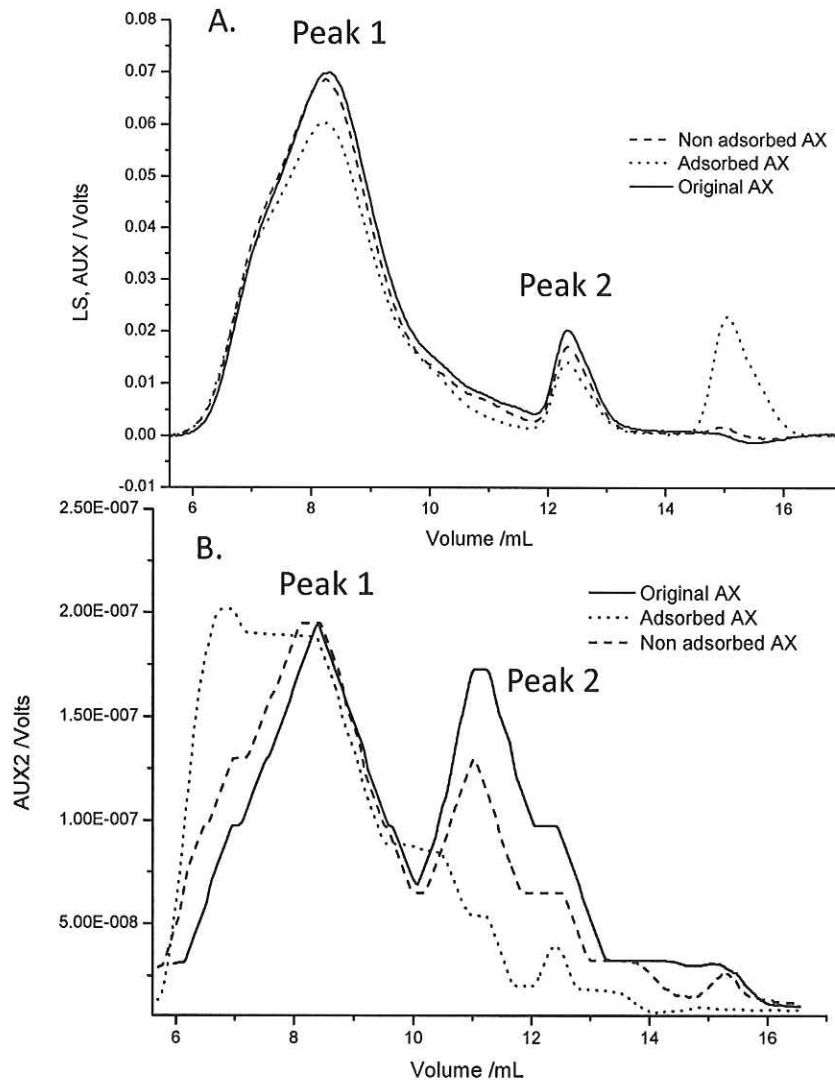 A.
Peak 1
Peak 2
Non adsorbed AX
Adsorbed AX
Original AX
LS, AUX / Volts
0.08
0.07
0.06
0.05
0.04
0.03
0.02
0.01
0.00
-0.01
6 8 10 12 14 16
Volume /mL
B.
Peak 1
Peak 2
Original AX
Adsorbed AX
Non adsorbed AX
AUX2 /Volts
2.50E-007
2.00E-007
1.50E-007
1.00E-007
5.00E-008
6 8 10 12 14 16
Volume /mL